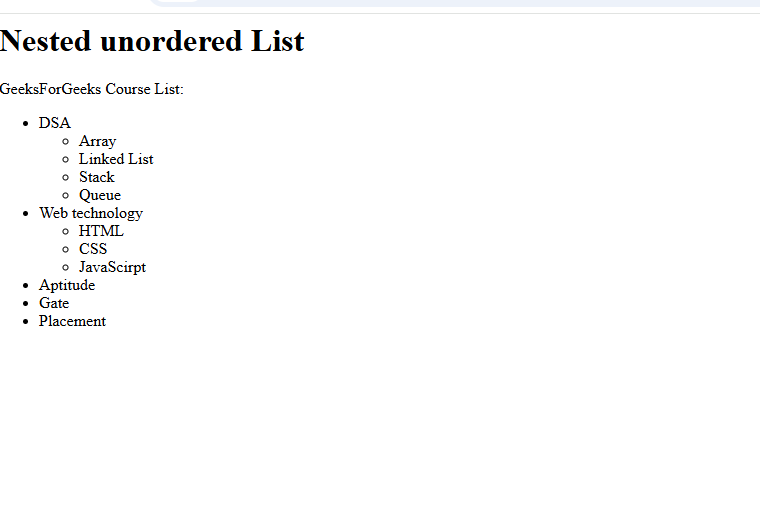 Nested unordered List
GeeksForGeeks Course List:
DSA
Array
Linked List
Stack
Queue
Web technology
HTML
CSS
JavaScirpt
Aptitude
Gate
Placement